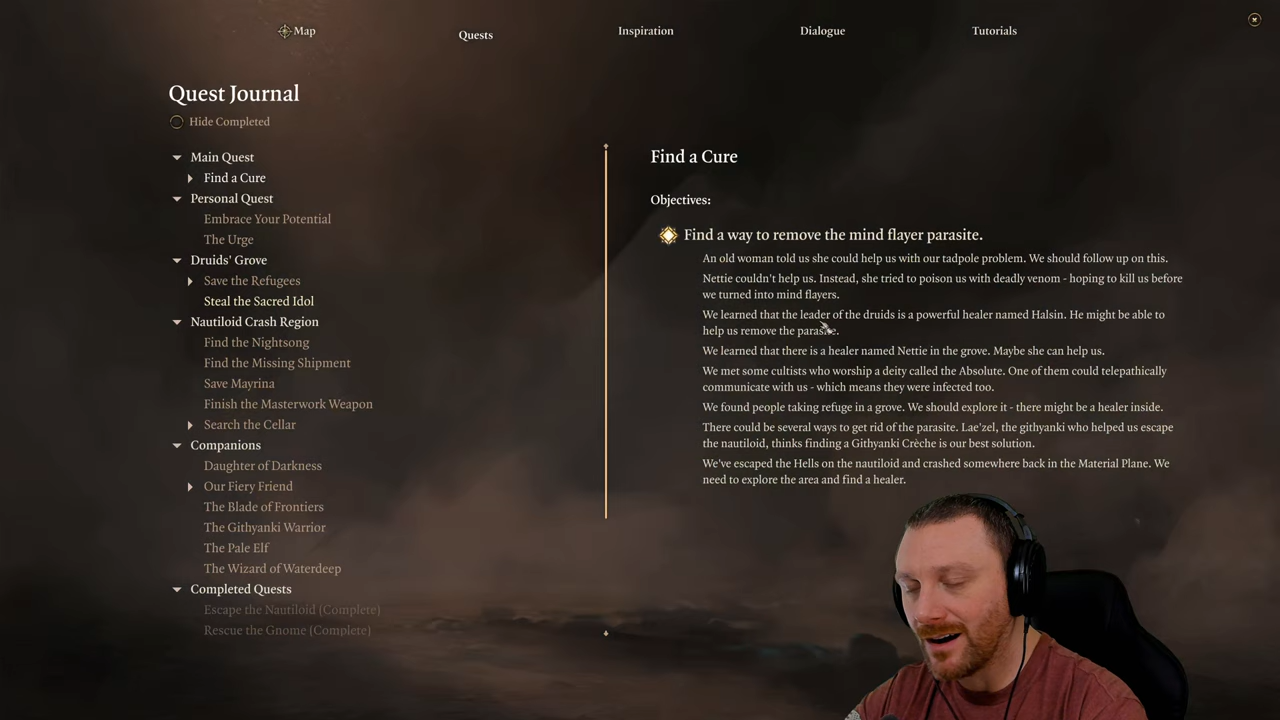 Map
Quests
Inspiration
Dialogue
Tutorials
Quest Journal
Hide Completed
Main Quest
Find a Cure
Personal Quest
Embrace Your Potential
The Urge
Druids' Grove
Save the Refugees
Steal the Sacred Idol
Nautiloid Crash Region
Find the Nightsong
Find the Missing Shipment
Save Mayrina
Finish the Masterwork Weapon
Search the Cellar
Companions
Daughter of Darkness
Our Fiery Friend
The Blade of Frontiers
The Githyanki Warrior
The Pale Elf
The Wizard of Waterdeep
Completed Quests
Escape the Nautiloid (Complete)
Rescue the Gnome (Complete)
Find a Cure
Objectives:
Find a way to remove the mind flayer parasite.
An old woman told us she could help us with our tadpole problem. We should follow up on this.
Nettie couldn't help us. Instead, she tried to poison us with deadly venom - hoping to kill us before
we turned into mind flayers.
We learned that the leader of the druids is a powerful healer named Halsin. He might be able to
help us remove the parasite.
We learned that there is a healer named Nettie in the grove. Maybe she can help us.
We met some cultists who worship a deity called the Absolute. One of them could telepathically
communicate with us - which means they were infected too.
We found people taking refuge in a grove. We should explore it - there might be a healer inside.
There could be several ways to get rid of the parasite. Lae'zel, the githyanki who helped us escape
the nautiloid, thinks finding a Githyanki Crèche is our best solution.
We've escaped the Hells on the nautiloid and crashed somewhere back in the Material Plane. We
need to explore the area and find a healer.